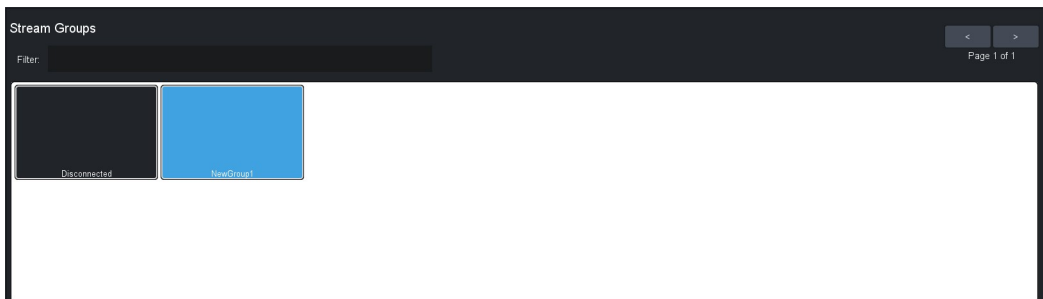 Stream Groups
< >
Filter:
Page 1 of 1
Disconnected
NewGroup1